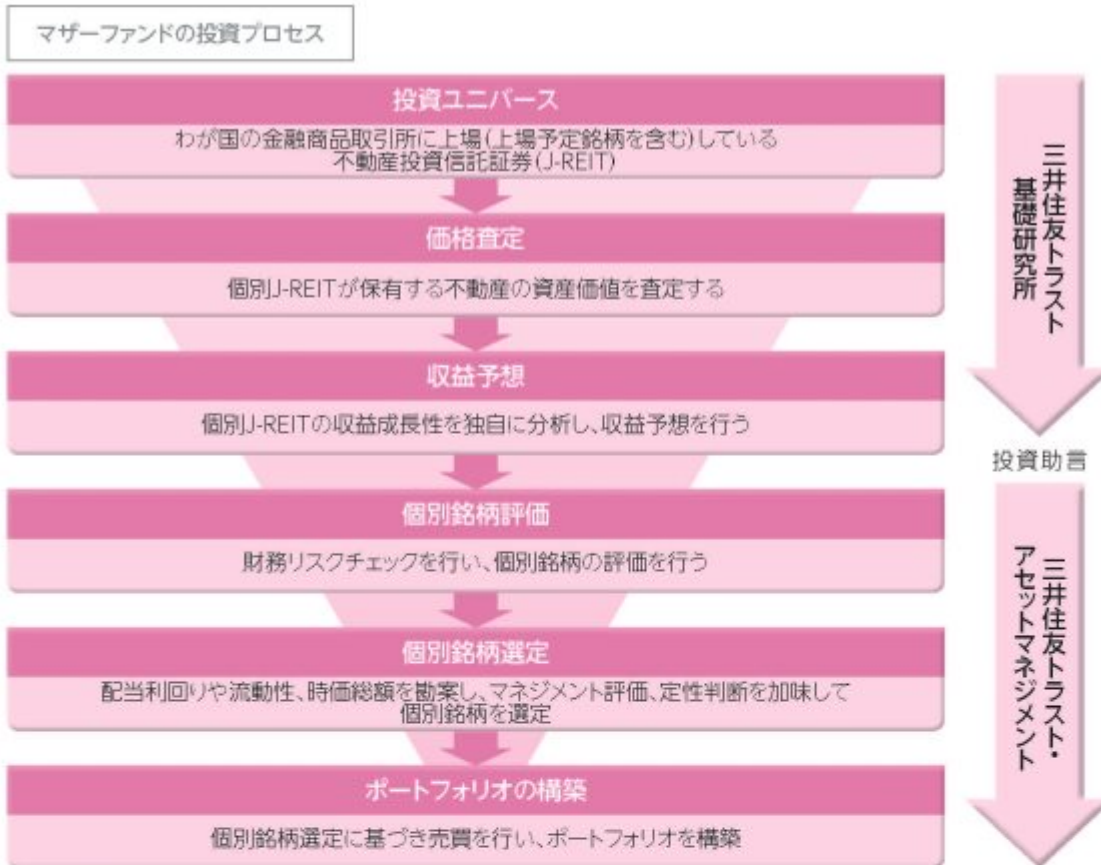 マザーファンドの投資プロセス
投資ユニバース
わが国の金融商品取引所に上場(上場予定銘柄を含む)している
不動産投資信託証券(J-REIT)
価格査定
個別J-REITが保有する不動産の資産価値を査定する
収益予想
個別J-REITの収益成長性を独自に分析し、収益予想を行う
個別銘柄評価
財務リスクチェックを行い、個別銘柄の評価を行う
個別銘柄選定
配当利回りや流動性、時価総額を勘案し、マネジメント評価、定性判断を加味して
個別銘柄を選定
ポートフォリオの構築
個別銘柄選定に基づき売買を行い、ポートフォリオを構築
三井住友トラスト
基礎研究所
投資助言
三井住友トラスト・
アセットマネジメント